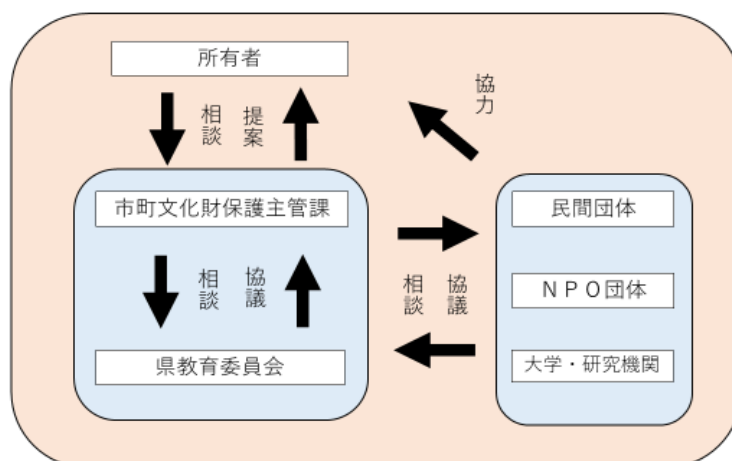 所有者
相談
提案
協力
市町文化財保護主管課
相談
協議
県教育委員会
相談
協議
民間団体
ＮＰＯ団体
大学・研究機関